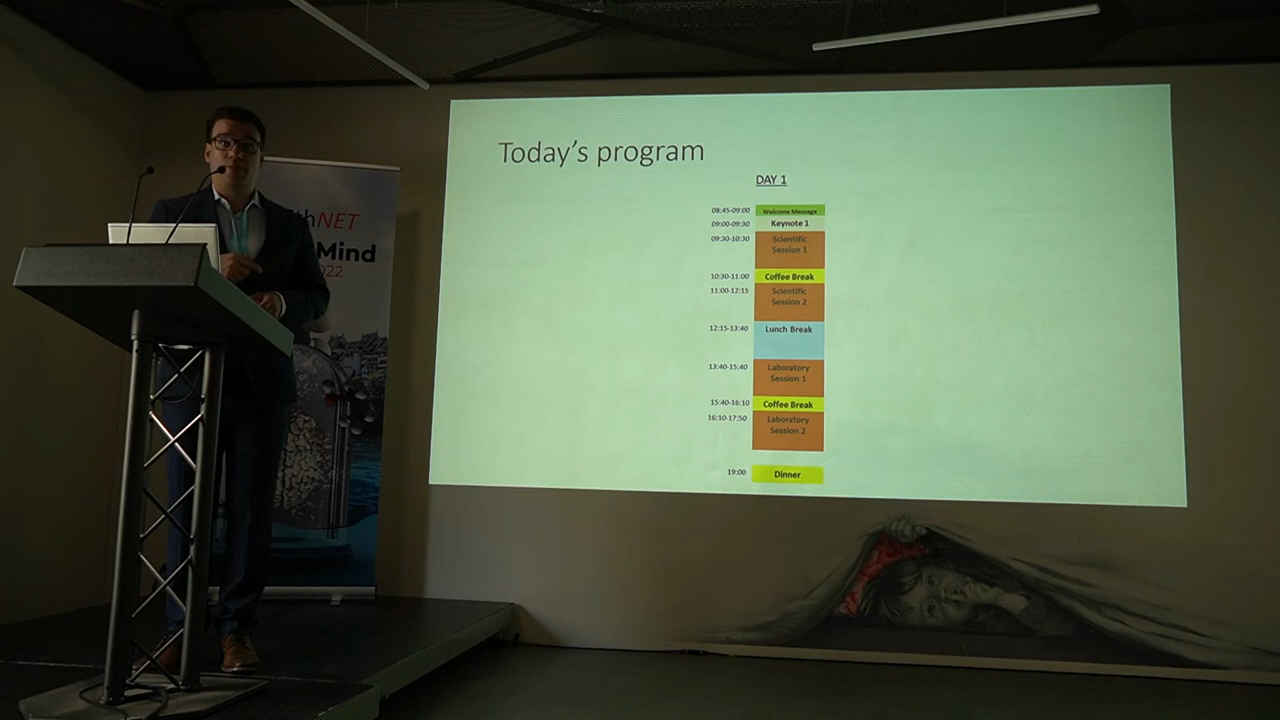 Today's program
DAY 1
08:45-09:00 Welcome Message
09:00-09:30 Keynote 1
09:30-10:30 Scientific
Session 1
10:30-11:00 Coffee Break
11:00-12:15 Scientific
Session 2
12:15-13:40 Lunch Break
13:40-15:40 Laboratory
Session 1
15:40-16:10 Coffee Break
16:10-17:50 Laboratory
Session 2
19:00 Dinner
thNET
Mind
022